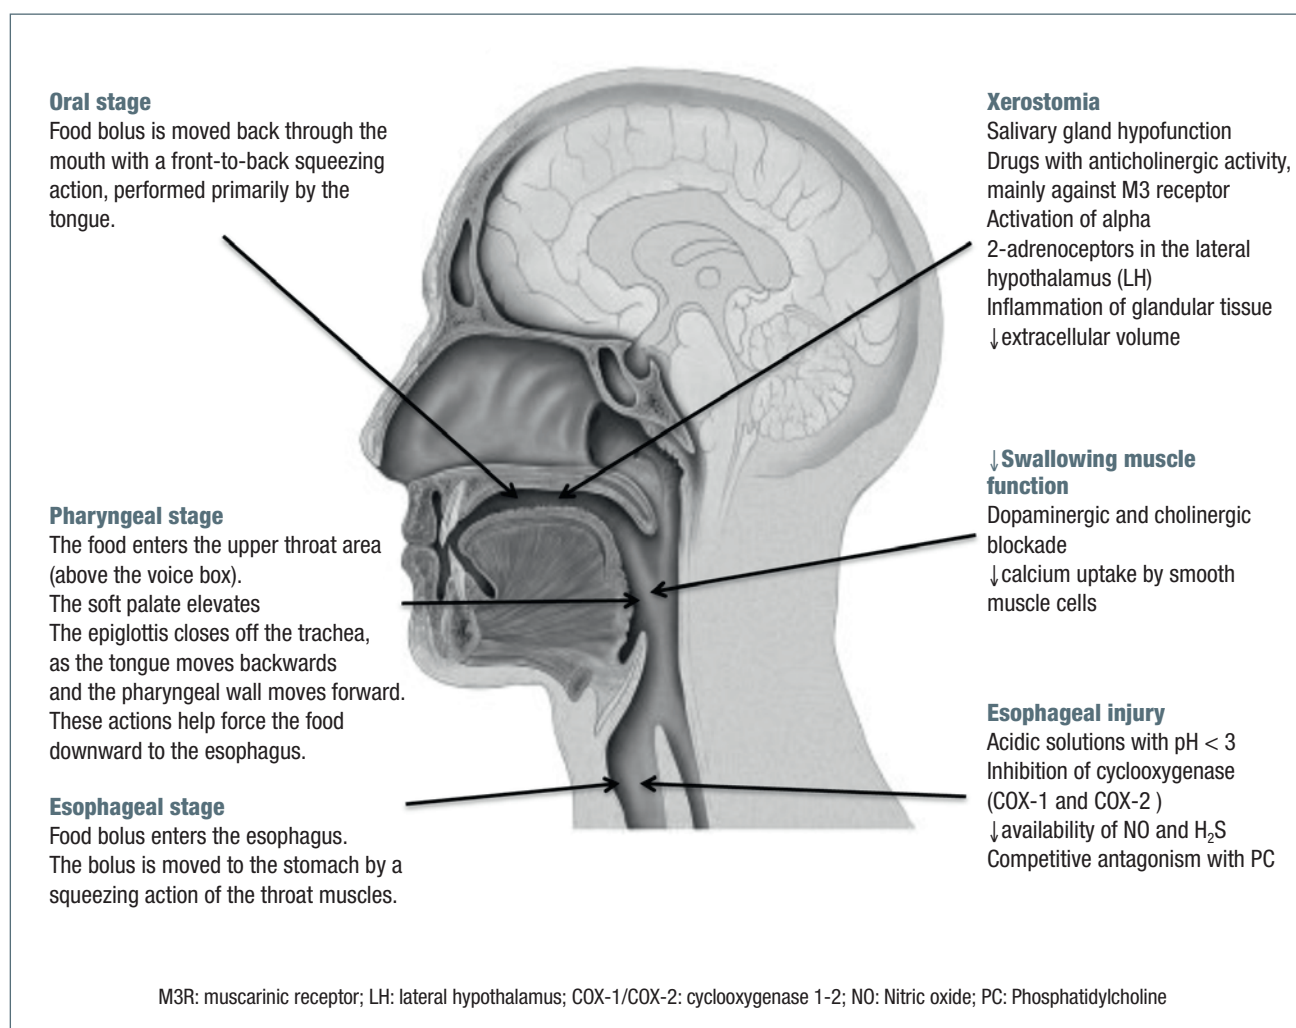 Oral stage
Food bolus is moved back through the
mouth with a front-to-back squeezing
action, performed primarily by the
tongue.
Pharyngeal stage
The food enters the upper throat area
(above the voice box).
The soft palate elevates
The epiglottis closes off the trachea,
as the tongue moves backwards
and the pharyngeal wall moves forward.
These actions help force the food
downward to the esophagus.
Esophageal stage
Food bolus enters the esophagus.
The bolus is moved to the stomach by a
squeezing action of the throat muscles.
Xerostomia
Salivary gland hypofunction
Drugs with anticholinergic activity,
mainly against M3 receptor
Activation of alpha
2-adrenoceptors in the lateral
hypothalamus (LH)
Inflammation of glandular tissue
↓extracellular volume
↓Swallowing muscle
function
Dopaminergic and cholinergic
blockade
↓calcium uptake by smooth
muscle cells
Esophageal injury
Acidic solutions with pH < 3
Inhibition of cyclooxygenase
(COX-1 and COX-2 )
↓availability of NO and H₂S
Competitive antagonism with PC
M3R: muscarinic receptor; LH: lateral hypothalamus; COX-1/COX-2: cyclooxygenase 1-2; NO: Nitric oxide; PC: Phosphatidylcholine